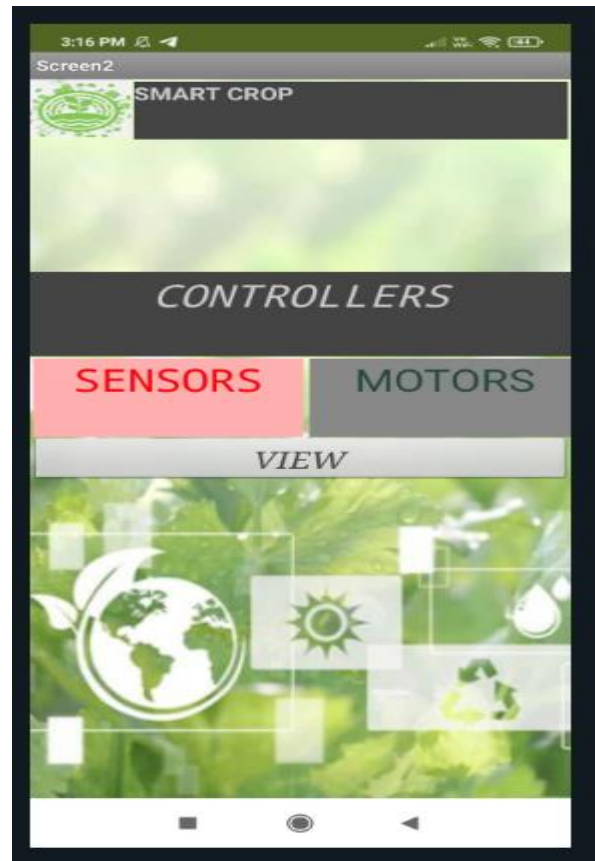 3:16 PM
Screen2
SMART CROP
CONTROLLERS
SENSORS MOTORS
VIEW